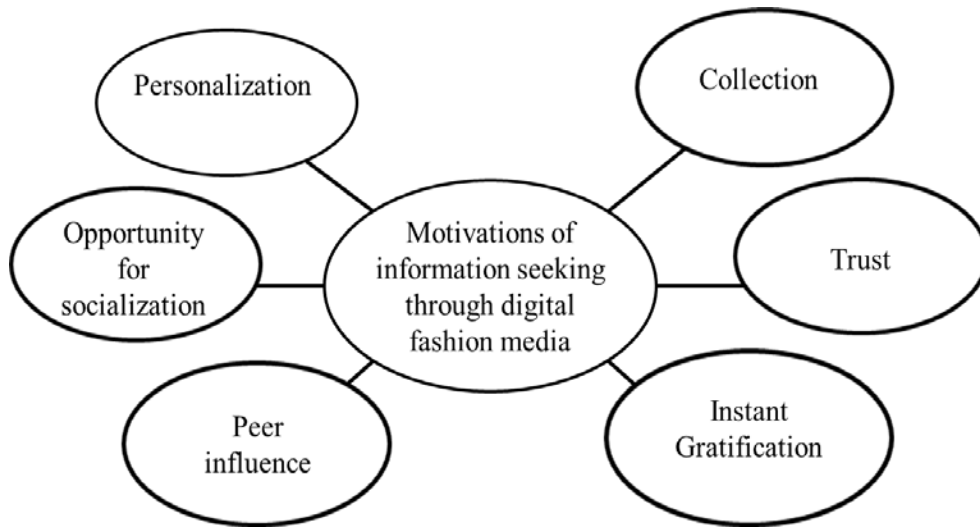 Personalization
Collection
Opportunity
for
socialization
Motivations of
information seeking
through digital
fashion media
Trust
Peer
influence
Instant
Gratification